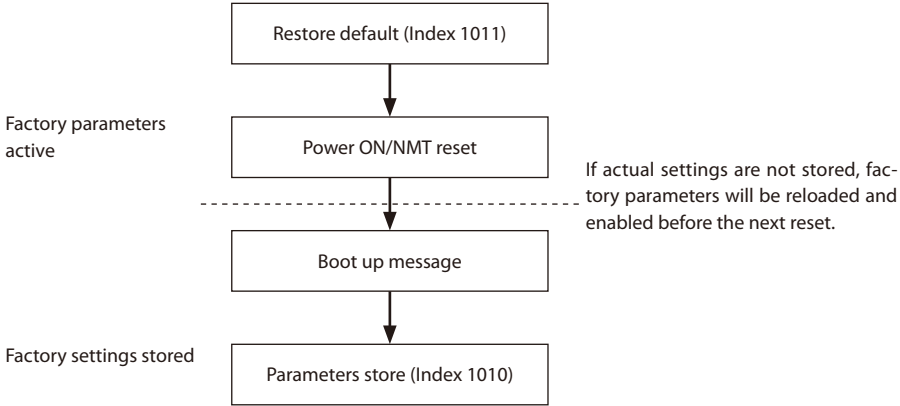 Restore default (Index 1011)
Factory parameters
active
Power ON/NMT reset
If actual settings are not stored, fac-
tory parameters will be reloaded and
enabled before the next reset.
Boot up message
Factory settings stored
Parameters store (Index 1010)